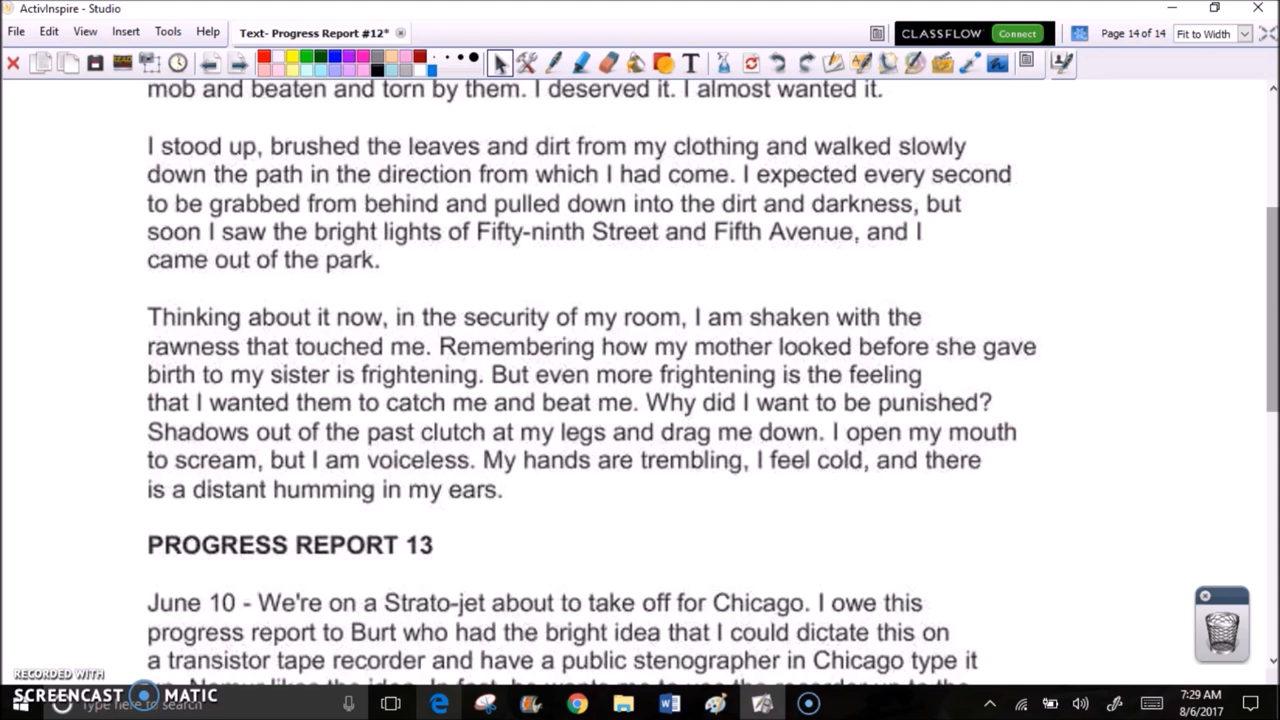 ActivInspire - Studio
File Edit View Insert Tools Help Text- Progress Report #12* CLASSFLOW Connect Page 14 of 14 Fit to Width
mob and beaten and torn by them. I deserved it. I almost wanted it.
I stood up, brushed the leaves and dirt from my clothing and walked slowly
down the path in the direction from which I had come. I expected every second
to be grabbed from behind and pulled down into the dirt and darkness, but
soon I saw the bright lights of Fifty-ninth Street and Fifth Avenue, and I
came out of the park.
Thinking about it now, in the security of my room, I am shaken with the
rawness that touched me. Remembering how my mother looked before she gave
birth to my sister is frightening. But even more frightening is the feeling
that I wanted them to catch me and beat me. Why did I want to be punished?
Shadows out of the past clutch at my legs and drag me down. I open my mouth
to scream, but I am voiceless. My hands are trembling, I feel cold, and there
is a distant humming in my ears.
PROGRESS REPORT 13
June 10 - We're on a Strato-jet about to take off for Chicago. I owe this
progress report to Burt who had the bright idea that I could dictate this on
a transistor tape recorder and have a public stenographer in Chicago type it
RECORDED WITH
SCREENCAST MATIC
Type here to search
7:29 AM
8/6/2017